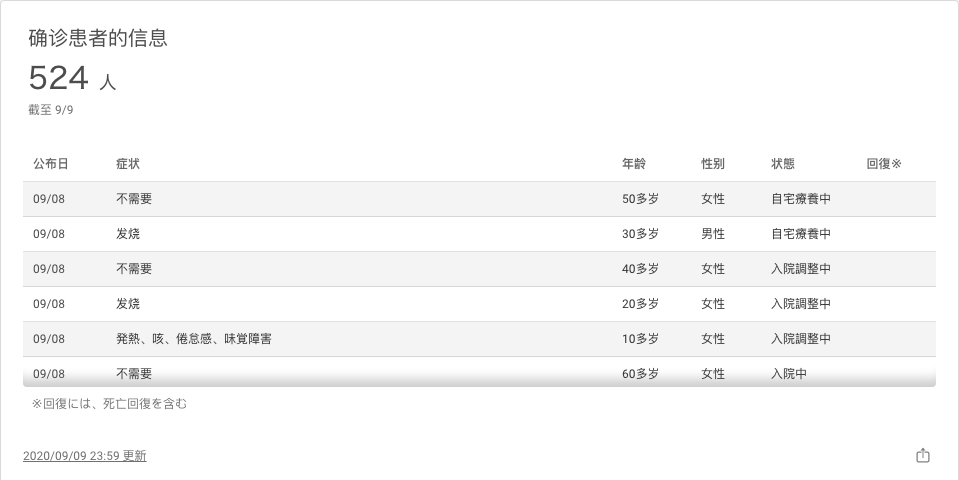 确诊患者的信息
524 人
截至 9/9
公布日 症状 年龄 性别 状態 回復※
09/08 不需要 50多岁 女性 自宅療養中
09/08 发烧 30多岁 男性 自宅療養中
09/08 不需要 40多岁 女性 入院調整中
09/08 发烧 20多岁 女性 入院調整中
09/08 発熱、咳、倦怠感、味覚障害 10多岁 女性 入院調整中
09/08 不需要 60多岁 女性 入院中
※回復には、死亡回復を含む
2020/09/09 23:59 更新